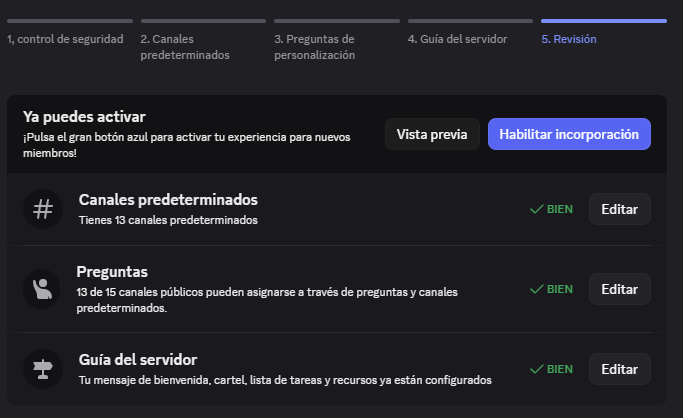 1, control de seguridad
2. Canales
predeterminados
3. Preguntas de
personalización
4. Guía del servidor
5. Revisión
Ya puedes activar
¡Pulsa el gran botón azul para activar tu experiencia para nuevos
miembros!
Vista previa
Habilitar incorporación
Canales predeterminados
Tienes 13 canales predeterminados
BIEN
Editar
Preguntas
13 de 15 canales públicos pueden asignarse a través de preguntas y canales
predeterminados.
BIEN
Editar
Guía del servidor
Tu mensaje de bienvenida, cartel, lista de tareas y recursos ya están configurados
BIEN
Editar